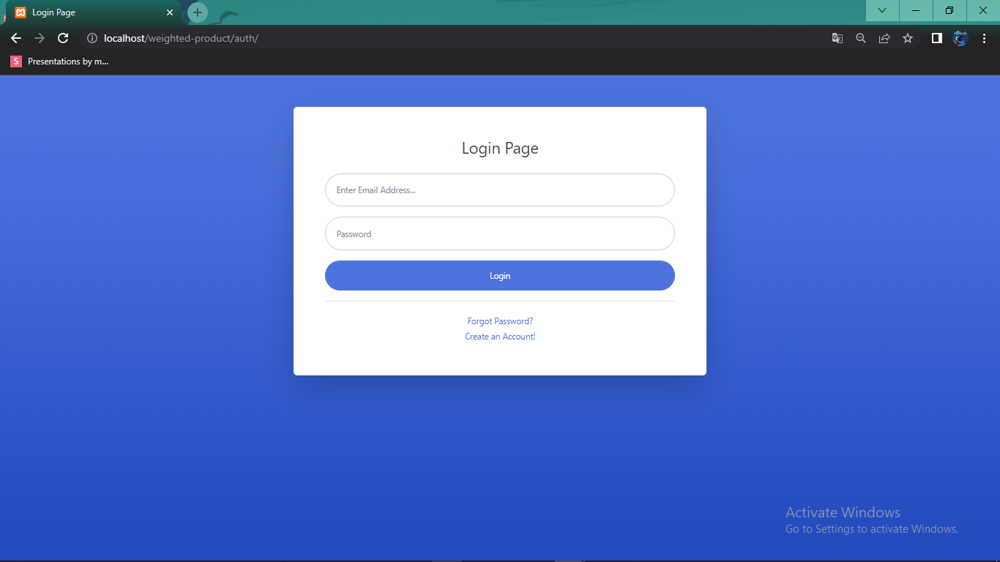 Login Page
localhost/weighted-product/auth/
S Presentations by m...
Login Page
Enter Email Address...
Password
Login
Forgot Password?
Create an Account!
Activate Windows
Go to Settings to activate Windows.